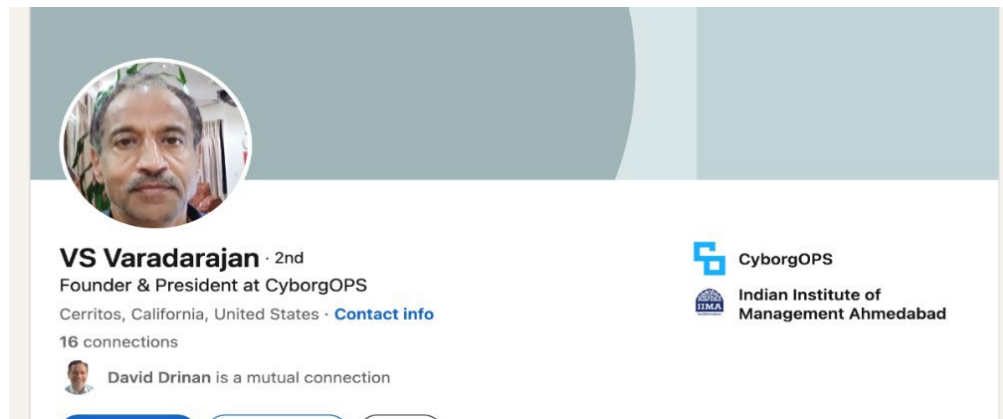 VS Varadarajan · 2nd
Founder & President at CyborgOPS
Cerritos, California, United States · Contact info
16 connections
David Drinan is a mutual connection
CyborgOPS
IIMA
Indian Institute of
Management Ahmedabad